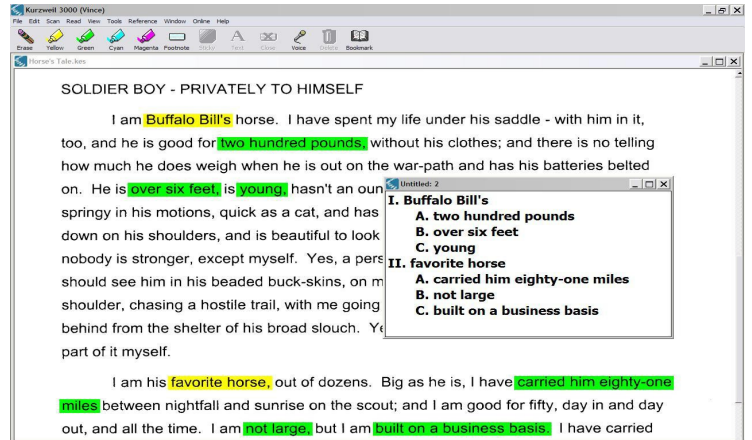 Kurzweil 3000 (Vince)
File Edit Scan Read View Tools Reference Window Online Help
Erase Yellow Green Cyan Magenta Footnote Sticky Text Close Voice Delete Bookmark
Horse's Tale.kes
SOLDIER BOY - PRIVATELY TO HIMSELF
I am Buffalo Bill's horse. I have spent my life under his saddle - with him in it,
too, and he is good for two hundred pounds, without his clothes; and there is no telling
how much he does weigh when he is out on the war-path and has his batteries belted
on. He is over six feet, is young, hasn't an oun
springy in his motions, quick as a cat, and has
down on his shoulders, and is beautiful to look
nobody is stronger, except myself. Yes, a pers
should see him in his beaded buck-skins, on m
shoulder, chasing a hostile trail, with me going
behind from the shelter of his broad slouch. Ye
part of it myself.
Untitled: 2
I. Buffalo Bill's
A. two hundred pounds
B. over six feet
C. young
II. favorite horse
A. carried him eighty-one miles
B. not large
C. built on a business basis
I am his favorite horse, out of dozens. Big as he is, I have carried him eighty-one
miles between nightfall and sunrise on the scout; and I am good for fifty, day in and day
out, and all the time. I am not large, but I am built on a business basis. I have carried